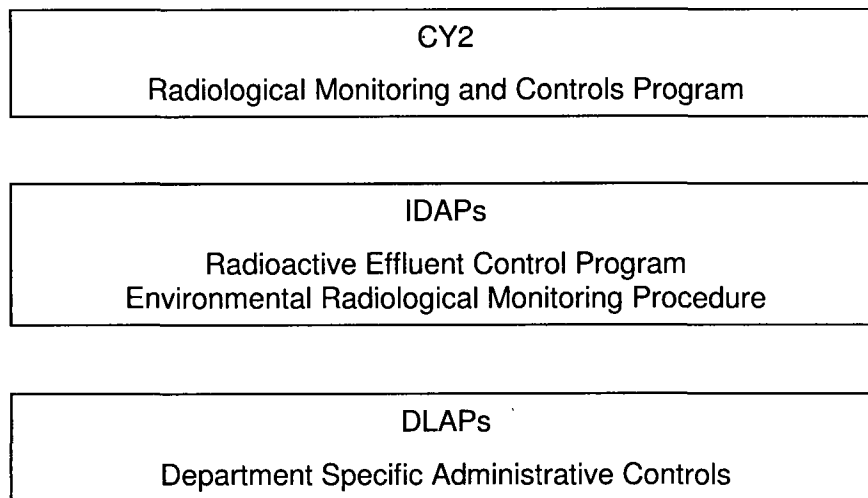 CY2
Radiological Monitoring and Controls Program
IDAPs
Radioactive Effluent Control Program
Environmental Radiological Monitoring Procedure
DLAPs
Department Specific Administrative Controls